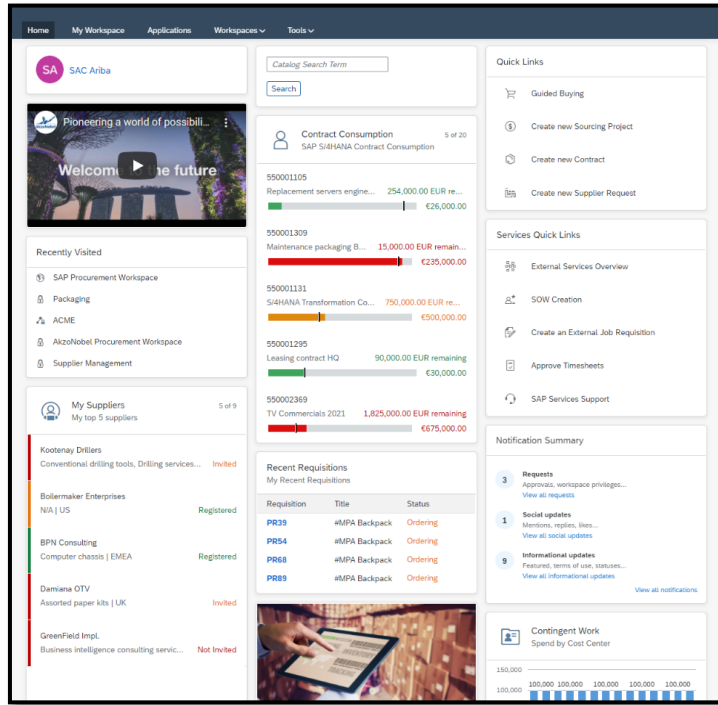 Home My Workspace Applications Workspaces Tools
SA SAC Ariba
Pioneering a world of possibili...
Welcome to the future
Recently Visited
SAP Procurement Workspace
Packaging
ACME
AkzoNobel Procurement Workspace
Supplier Management
My Suppliers 5 of 9
My top 5 suppliers
Kootenay Drillers
Conventional drilling tools, Drilling services... Invited
Boilermaker Enterprises
N/A | US Registered
BPN Consulting
Computer chassis | EMEA Registered
Damiana OTV
Assorted paper kits | UK Invited
GreenField Impl.
Business intelligence consulting servic... Not Invited
Catalog Search Term
Search
Contract Consumption 5 of 20
SAP S/4HANA Contract Consumption
550001105
Replacement servers engine... 254,000.00 EUR re...
€26,000.00
550001309
Maintenance packaging B... 15,000.00 EUR remain...
€235,000.00
550001131
S/4HANA Transformation Co... 750,000.00 EUR re...
€500,000.00
550001295
Leasing contract HQ 90,000.00 EUR remaining
€30,000.00
550002369
TV Commercials 2021 1,825,000.00 EUR remaining
€675,000.00
Recent Requisitions
My Recent Requisitions
Requisition Title Status
PR39 #MPA Backpack Ordering
PR54 #MPA Backpack Ordering
PR68 #MPA Backpack Ordering
PR89 #MPA Backpack Ordering
Quick Links
Guided Buying
Create new Sourcing Project
Create new Contract
Create new Supplier Request
Services Quick Links
External Services Overview
SOW Creation
Create an External Job Requisition
Approve Timesheets
SAP Services Support
Notification Summary
3 Requests
Approvals, workspace privileges...
View all requests
1 Social updates
Mentions, replies, likes...
View all social updates
9 Informational updates
Featured, terms of use, statuses...
View all informational updates
View all notifications
Contingent Work
Spend by Cost Center
150,000
100,000 100,000 100,000 100,000 100,000
100,000